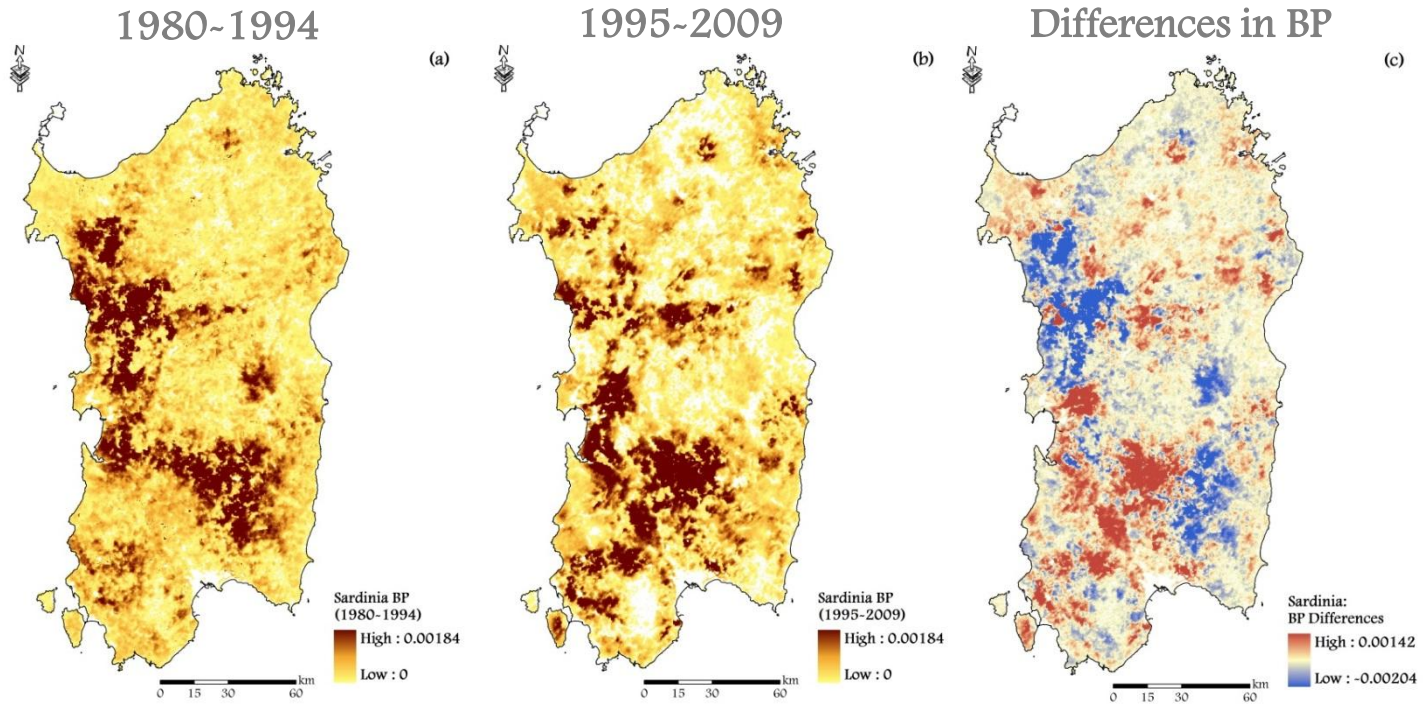 1980~1994
1995~2009
Differences in BP
N
(a)
N
(b)
N
(c)
Sardinia BP
(1980-1994)
High : 0.00184
Low : 0
km
0 15 30 60
Sardinia BP
(1995-2009)
High : 0.00184
Low : 0
km
0 15 30 60
Sardinia:
BP Differences
High : 0.00142
Low : -0.00204
km
0 15 30 60